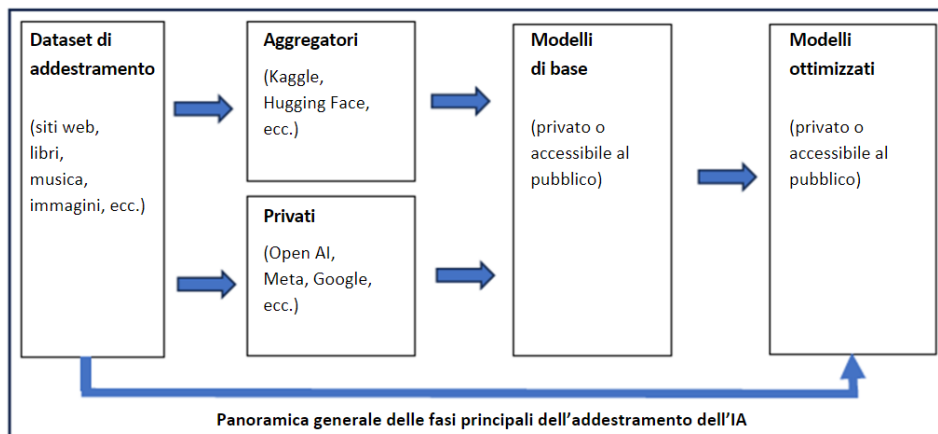 Dataset di
addestramento
(siti web,
libri,
musica,
immagini, ecc.)
Aggregatori
(Kaggle,
Hugging Face,
ecc.)
Privati
(Open AI,
Meta, Google,
ecc.)
Modelli
di base
(privato o
accessibile al
pubblico)
Modelli
ottimizzati
(privato o
accessibile al
pubblico)
Panoramica generale delle fasi principali dell’addestramento dell’IA